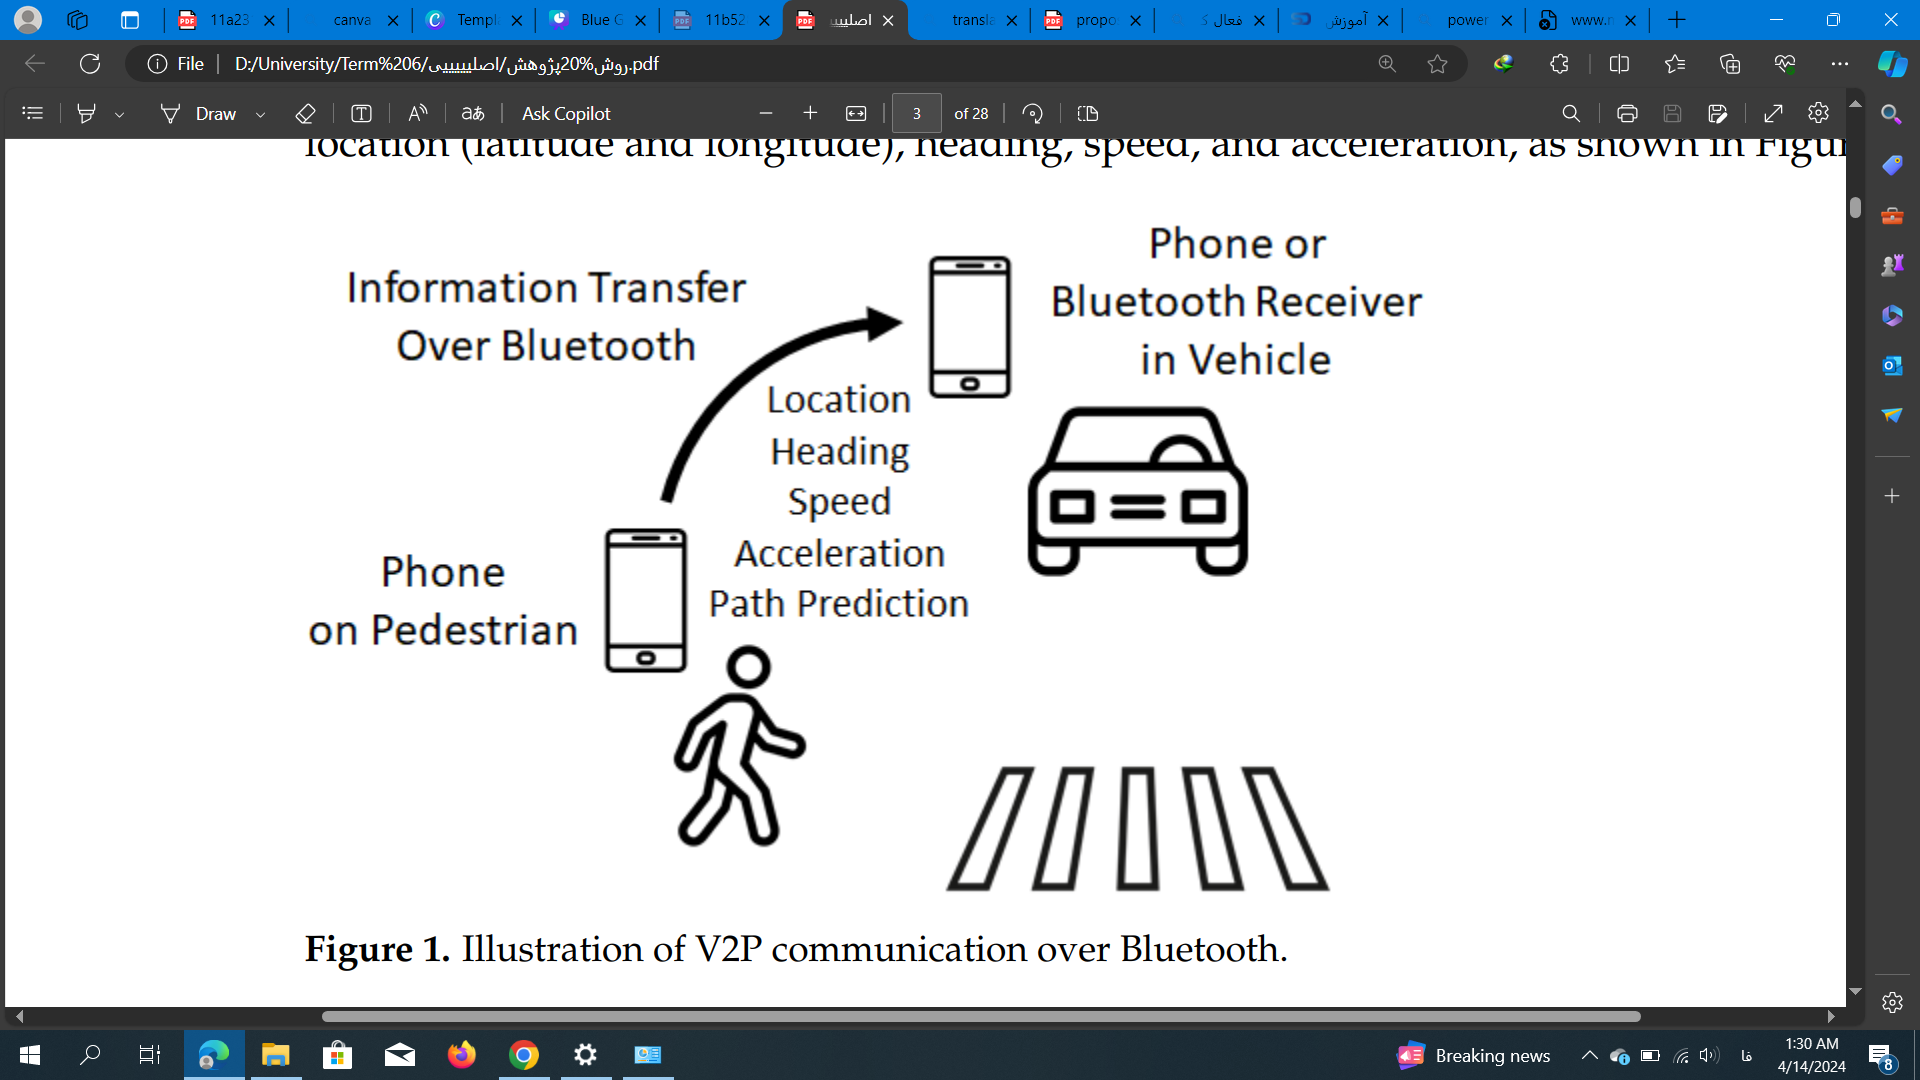 11a23
canva
Templ
Blue C
11b52
اصلییی
transla
propo
فعال ک
آموزش
power
www.r
File
D:/University/Term%206/روش%20پژوهش/اصلییییییی.pdf
Draw
Ask Copilot
3
of 28
location (latitude and longitude), heading, speed, and acceleration, as shown in Figur
Information Transfer
Over Bluetooth
Phone or
Bluetooth Receiver
in Vehicle
Location
Heading
Speed
Acceleration
Path Prediction
Phone
on Pedestrian
Figure 1. Illustration of V2P communication over Bluetooth.
Breaking news
فا
1:30 AM
4/14/2024
8